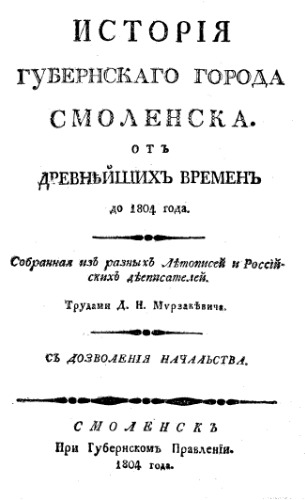 ИСТОРІЯ
ГУБЕРНСКАГО ГОРОДА
СМОЛЕНСКА.
ОТЪ
ДРЕВНѢЙШИХЪ ВРЕМЕНЪ
до 1804 года.
Собранная изъ разныхъ Лѣтописей и Россій-
скихъ дѣеписателей.
Трудами Д. Н. Мурзакѣвича.
СЪ ДОЗВОЛЕНІЯ НАЧАЛЬСТВА.
СМОЛЕНСКЪ
При Губернскомъ Правленіи.
1804 года.